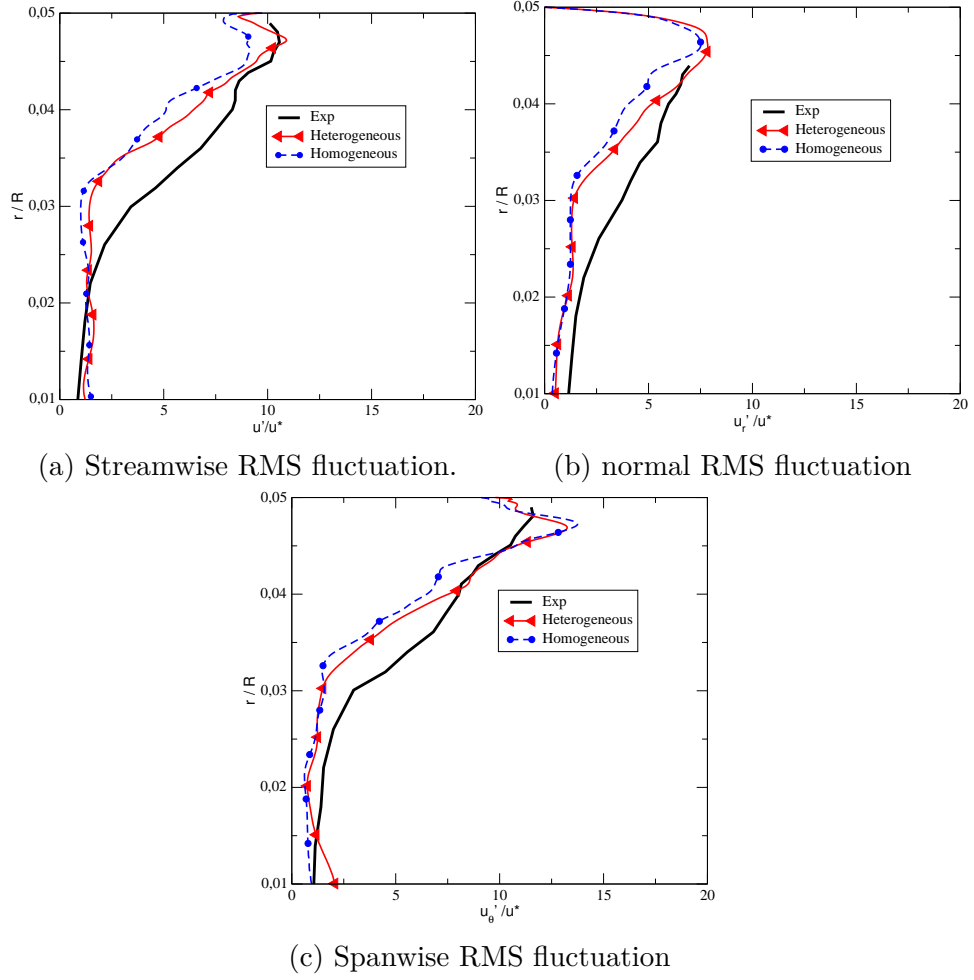 0,05
0,04
0,03
0,02
0,01
r / R
0
5
10
15
20
u'/u*
Exp
Heterogeneous
Homogeneous
(a) Streamwise RMS fluctuation.
0,05
0,04
0,03
0,02
0,01
r / R
0
5
10
15
20
u_r'/u*
Exp
Heterogeneous
Homogeneous
(b) normal RMS fluctuation
0,05
0,04
0,03
0,02
0,01
r / R
0
5
10
15
20
u_θ'/u*
Exp
Heterogeneous
Homogeneous
(c) Spanwise RMS fluctuation